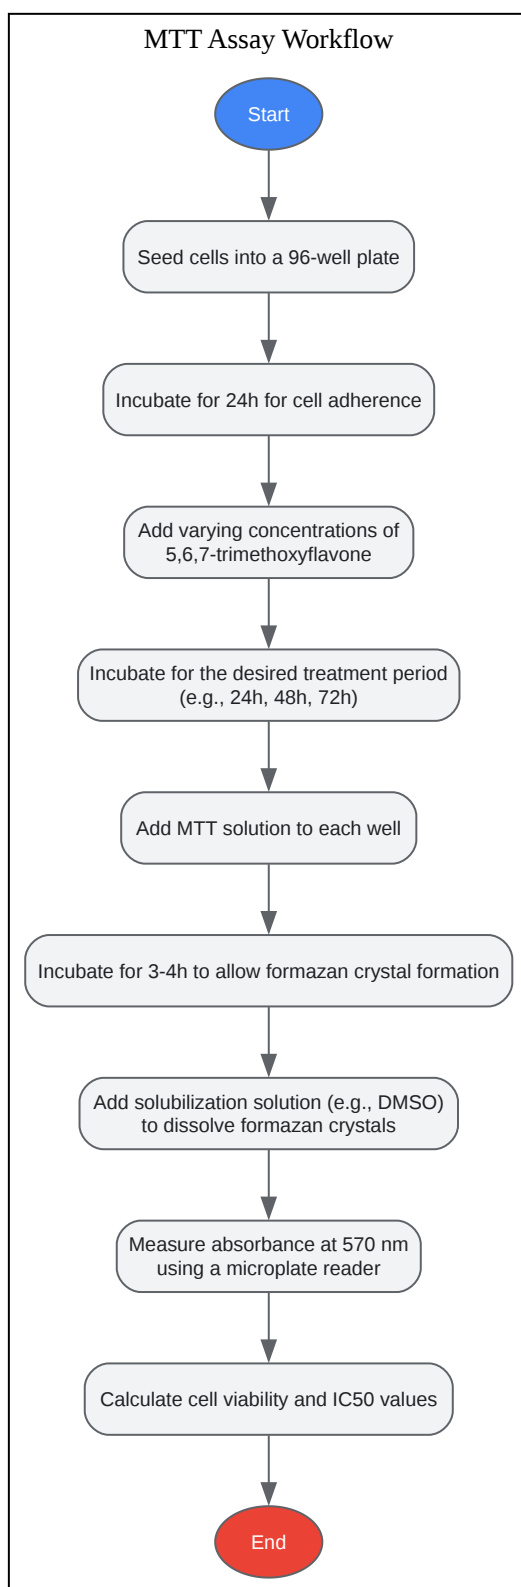 MTT Assay Workflow
Start
Seed cells into a 96-well plate
Incubate for 24h for cell adherence
Add varying concentrations of
5,6,7-trimethoxyflavone
Incubate for the desired treatment period
(e.g., 24h, 48h, 72h)
Add MTT solution to each well
Incubate for 3-4h to allow formazan crystal formation
Add solubilization solution (e.g., DMSO)
to dissolve formazan crystals
Measure absorbance at 570 nm
using a microplate reader
Calculate cell viability and IC50 values
End